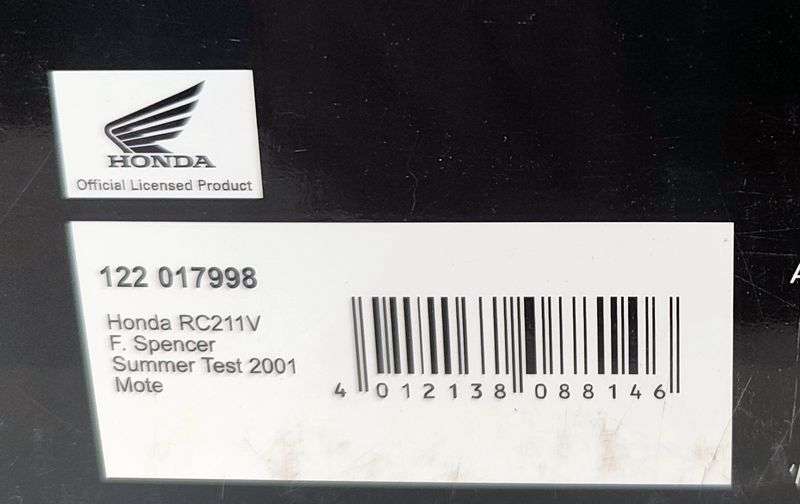 HONDA
Official Licensed Product
122 017998
Honda RC211V
F. Spencer
Summer Test 2001
Mote
4 012138 088146
A